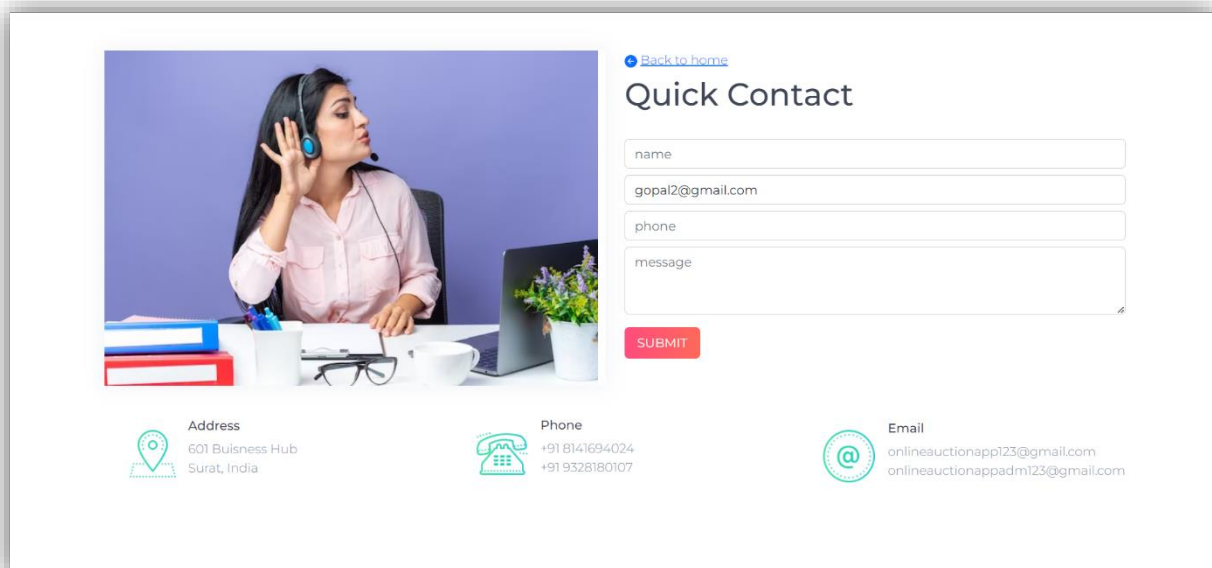 Back to home
Quick Contact
name
gopal2@gmail.com
phone
message
SUBMIT
Address
601 Buisness Hub
Surat, India
Phone
+91 8141694024
+91 9328180107
Email
onlineauctionapp123@gmail.com
onlineauctionappadm123@gmail.com